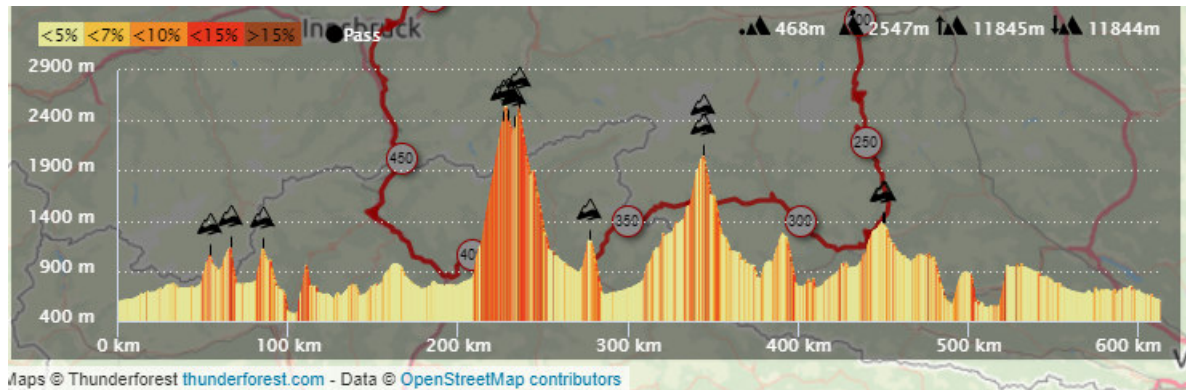 Innsbruck
<5% <7% <10% <15% >15% Pass 468m 2547m 11845m 11844m
2900 m
2400 m
1900 m
1400 m
900 m
400 m
450
400
350
300
250
0 km 100 km 200 km 300 km 400 km 500 km 600 km
Maps © Thunderforest thunderforest.com - Data © OpenStreetMap contributors